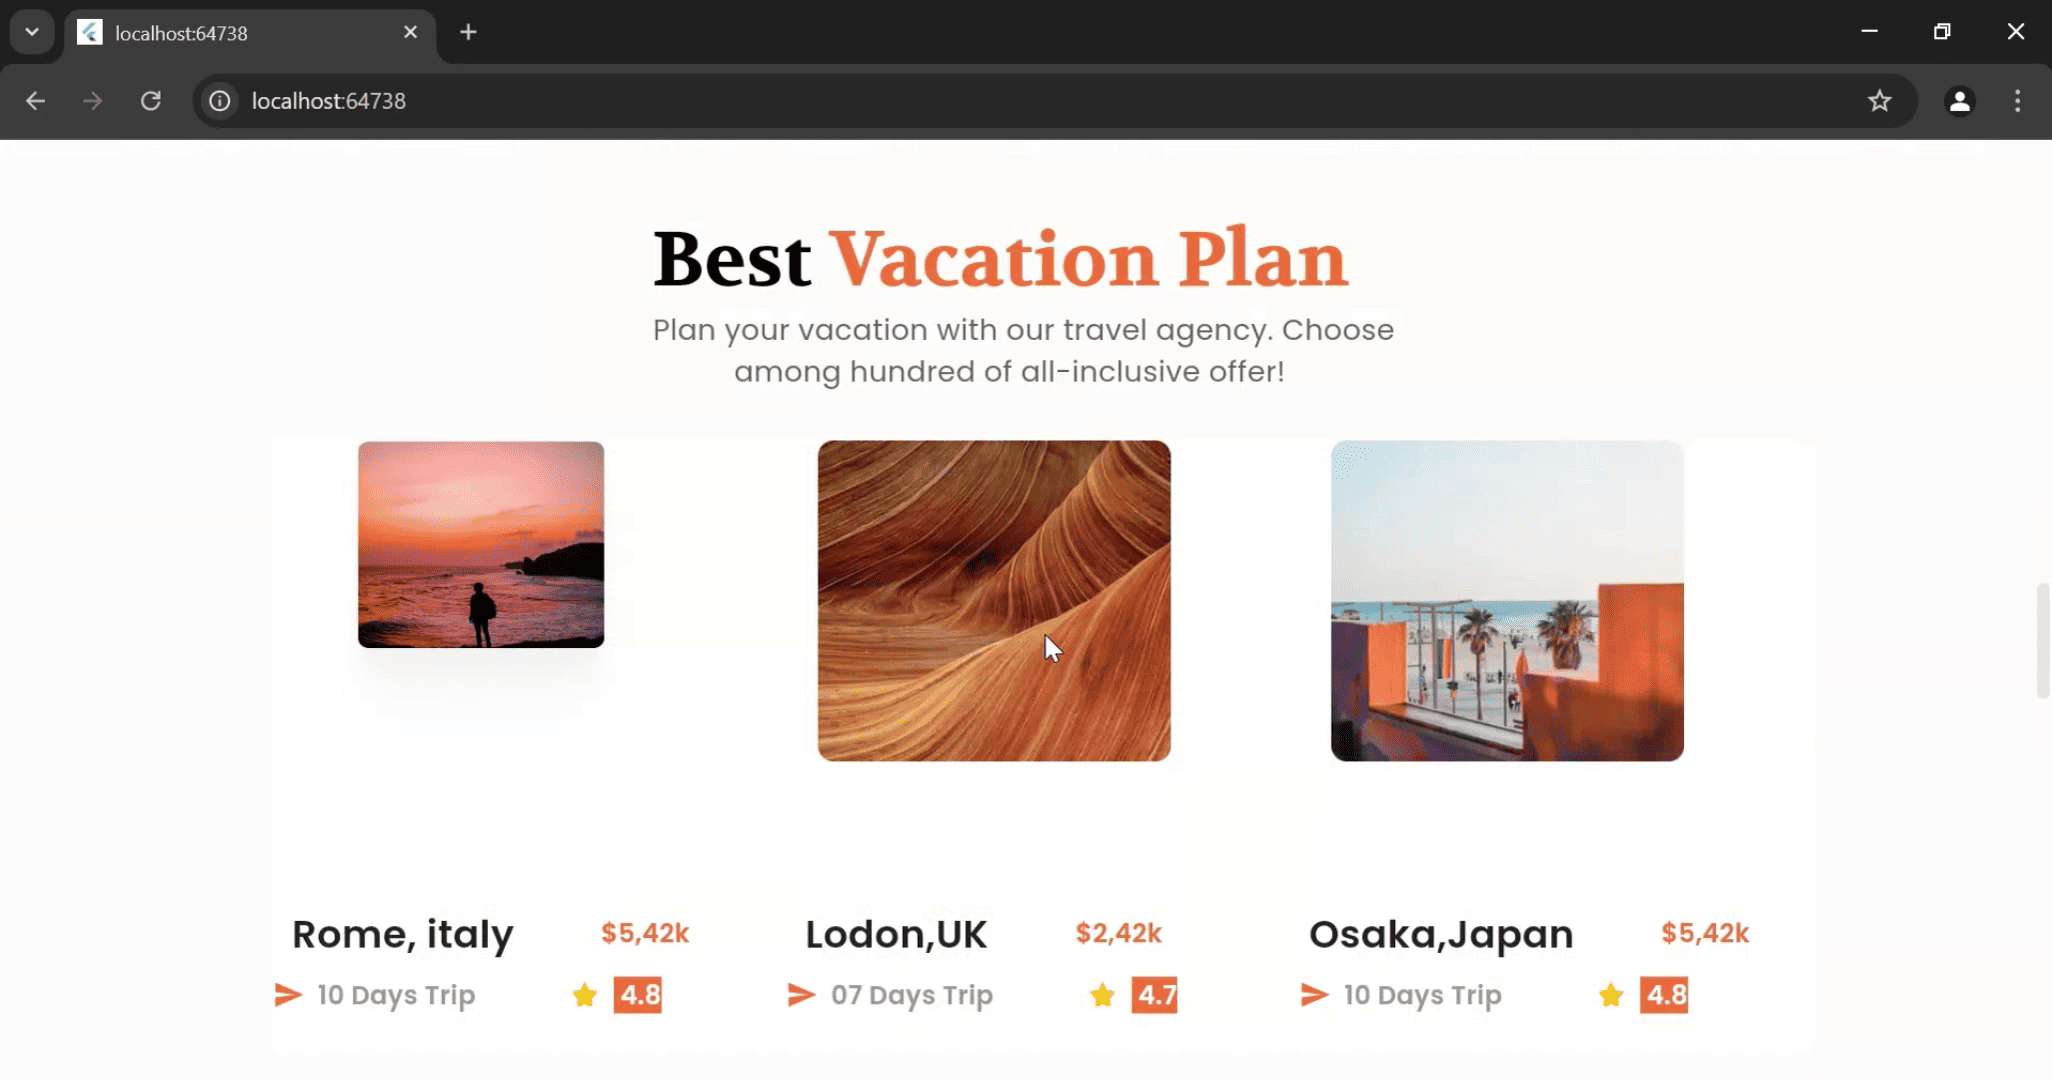 localhost:64738
localhost:64738
Best Vacation Plan
Plan your vacation with our travel agency. Choose
among hundred of all-inclusive offer!
Rome, italy $5,42k
10 Days Trip 4.8
Lodon,UK $2,42k
07 Days Trip 4.7
Osaka,Japan $5,42k
10 Days Trip 4.8